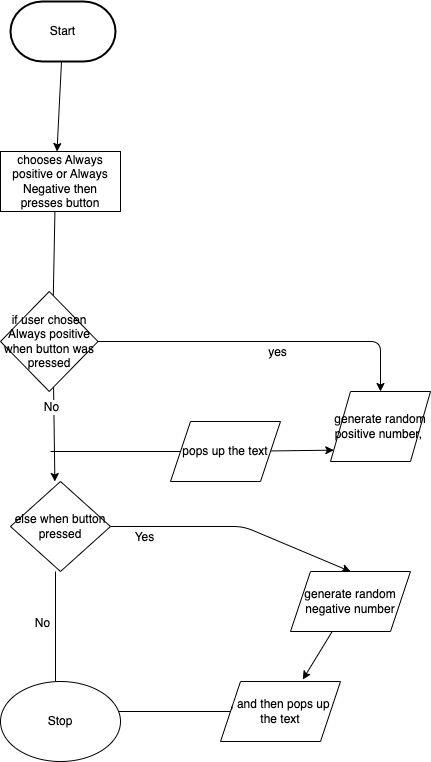 Start
chooses Always
positive or Always
Negative then
presses button
if user chosen
Always positive
when button was
pressed
yes
No
generate random
positive number,
pops up the text
else when button
pressed
Yes
generate random
negative number
No
and then pops up
the text
Stop